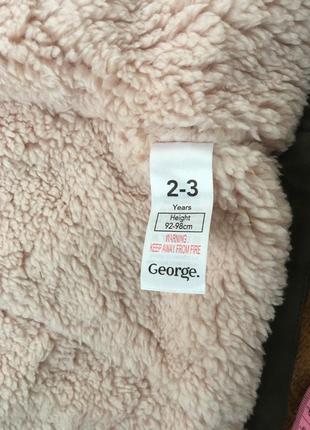 2-3
Years
Height
92-98cm
WARNING
KEEP AWAY FROM FIRE
George.